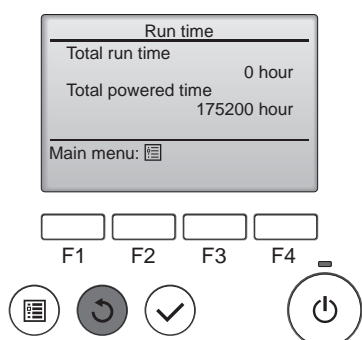 Run time
Total run time
0 hour
Total powered time
175200 hour
Main menu:
F1 F2 F3 F4